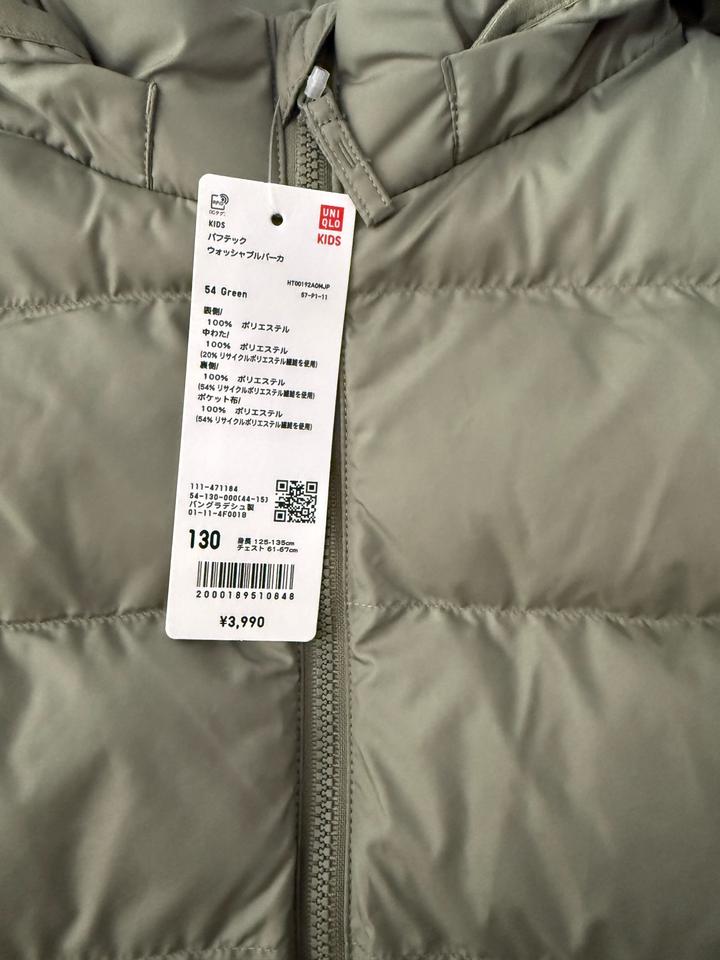 RFID
ICタグ
UNI
QLO
KIDS
KIDS
パフテック
ウォッシャブルパーカ
HT00192A0MJP
54 Green
57-P1-11
表側/
100% ポリエステル
中わた/
100% ポリエステル
(20% リサイクルポリエステル繊維を使用)
裏側/
100% ポリエステル
(54% リサイクルポリエステル繊維を使用)
ポケット布/
100% ポリエステル
(54% リサイクルポリエステル繊維を使用)
111-471184
54-130-000(44-15)
バングラデシュ製
01-11-4F001B
130 身長 125-135cm
チェスト 61-67cm
2000189510848
¥3,990